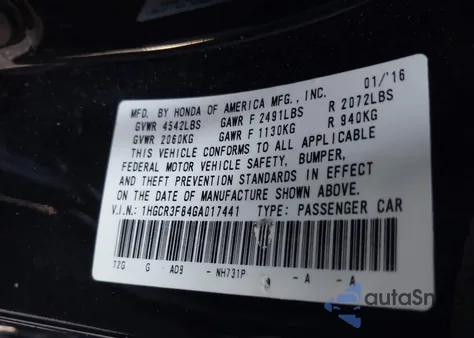 MFD. BY HONDA OF AMERICA MFG., INC. 01/'16
GVWR 4542LBS GAWR F 2491LBS R 2072LBS
GVWR 2060KG GAWR F 1130KG R 940KG
THIS VEHICLE CONFORMS TO ALL APPLICABLE
FEDERAL MOTOR VEHICLE SAFETY, BUMPER,
AND THEFT PREVENTION STANDARDS IN EFFECT
ON THE DATE OF MANUFACTURE SHOWN ABOVE.
V.I.N.: 1HGCR3F84GA017441 TYPE: PASSENGER CAR
72G G - AD9 - NH731P - A - A
autaSn